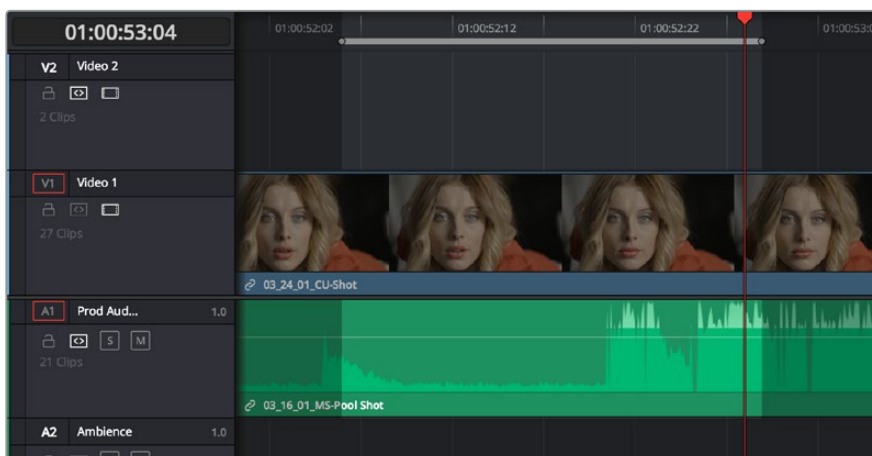 01:00:53:04
01:00:52:02
01:00:52:12
01:00:52:22
V2 Video 2
2 Clips
V1 Video 1
27 Clips
03_24_01_CU-Shot
A1 Prod Aud... 1.0
S M
21 Clips
03_16_01_MS-Pool Shot
A2 Ambience 1.0